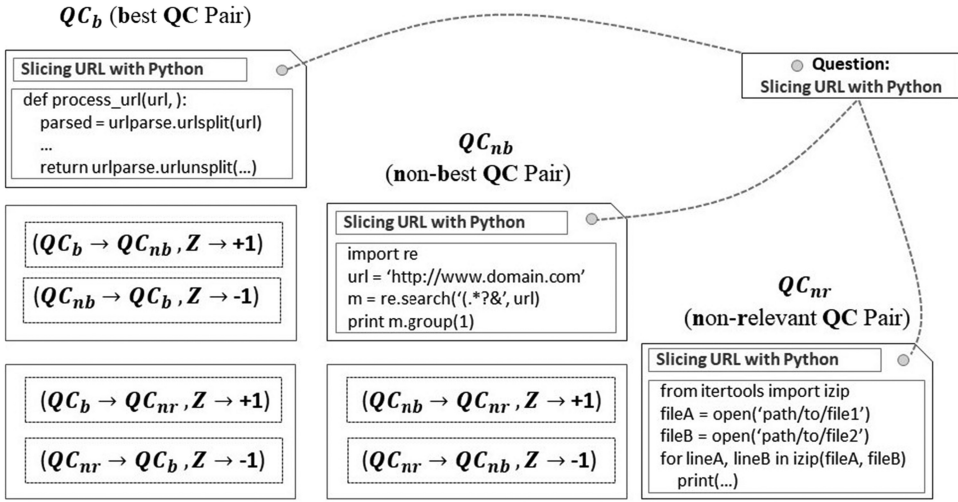 QC_b (best QC Pair)
Slicing URL with Python
def process_url(url, ):
parsed = urlparse.urlsplit(url)
...
return urlparse.urlunsplit(...)
Question:
Slicing URL with Python
QC_nb
(non-best QC Pair)
Slicing URL with Python
import re
url = ‘http://www.domain.com’
m = re.search(‘(.*?&’, url)
print m.group(1)
QC_nr
(non-relevant QC Pair)
Slicing URL with Python
from itertools import izip
fileA = open(‘path/to/file1’)
fileB = open(‘path/to/file2’)
for lineA, lineB in izip(fileA, fileB)
print(...)
(QC_b → QC_nb , Z → +1)
(QC_nb → QC_b , Z → -1)
(QC_b → QC_nr , Z → +1)
(QC_nr → QC_b , Z → -1)
(QC_nb → QC_nr , Z → +1)
(QC_nr → QC_nb , Z → -1)